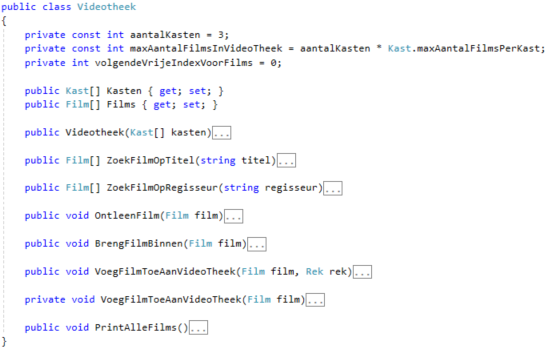 public class Videotheek
{
private const int aantalKasten = 3;
private const int maxAantalFilmsInVideoTheek = aantalKasten * Kast.maxAantalFilmsPerKast;
private int volgendeVrijeIndexVoorFilms = 0;
public Kast[] Kasten { get; set; }
public Film[] Films { get; set; }
public Videotheek(Kast[] kasten)...
public Film[] ZoekFilmOpTitel(string titel)...
public Film[] ZoekFilmOpRegisseur(string regisseur)...
public void OntleenFilm(Film film)...
public void BrengFilmBinnen(Film film)...
public void VoegFilmToeAanVideoTheek(Film film, Rek rek)...
private void VoegFilmToeAanVideoTheek(Film film)...
public void PrintAlleFilms()...
}